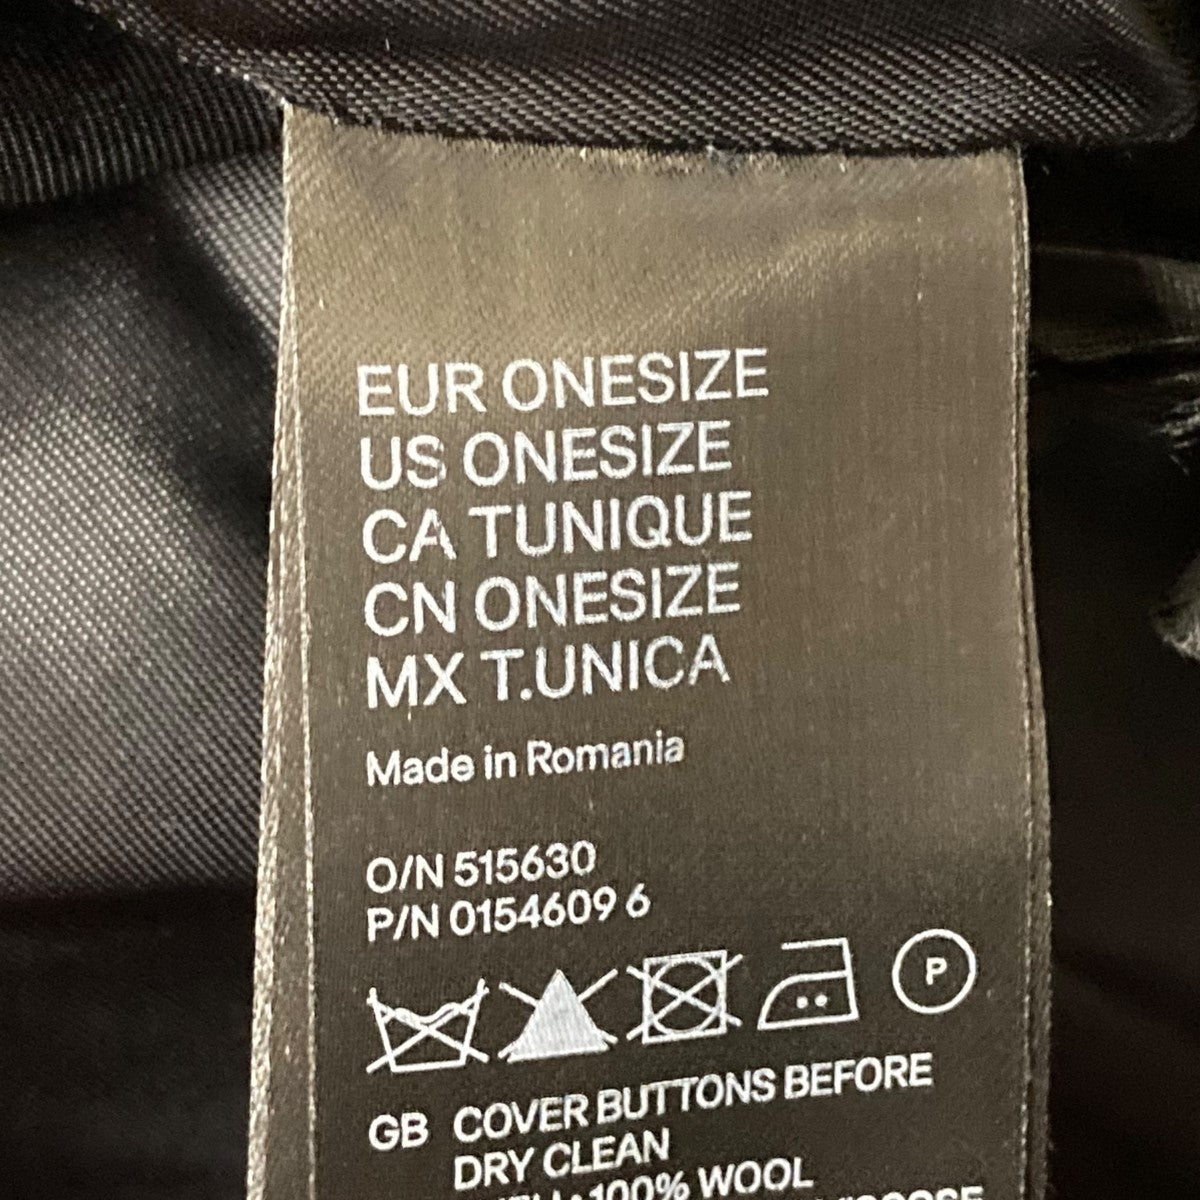 EUR ONESIZE
US ONESIZE
CA TUNIQUE
CN ONESIZE
MX T.UNICA
Made in Romania
O/N 515630
P/N 0154609 6
P
GB COVER BUTTONS BEFORE
DRY CLEAN
100% WOOL